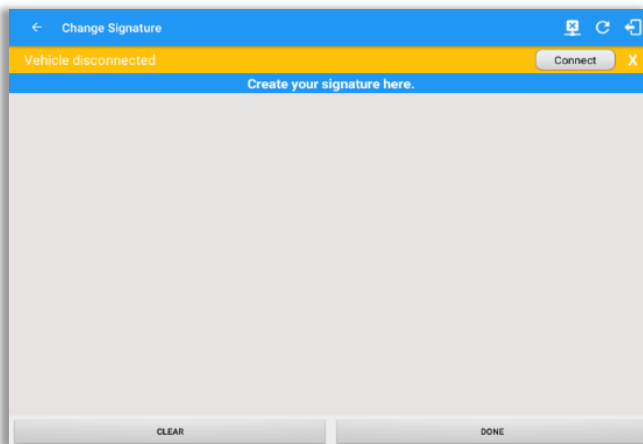 Change Signature
Vehicle disconnected Connect X
Create your signature here.
CLEAR DONE